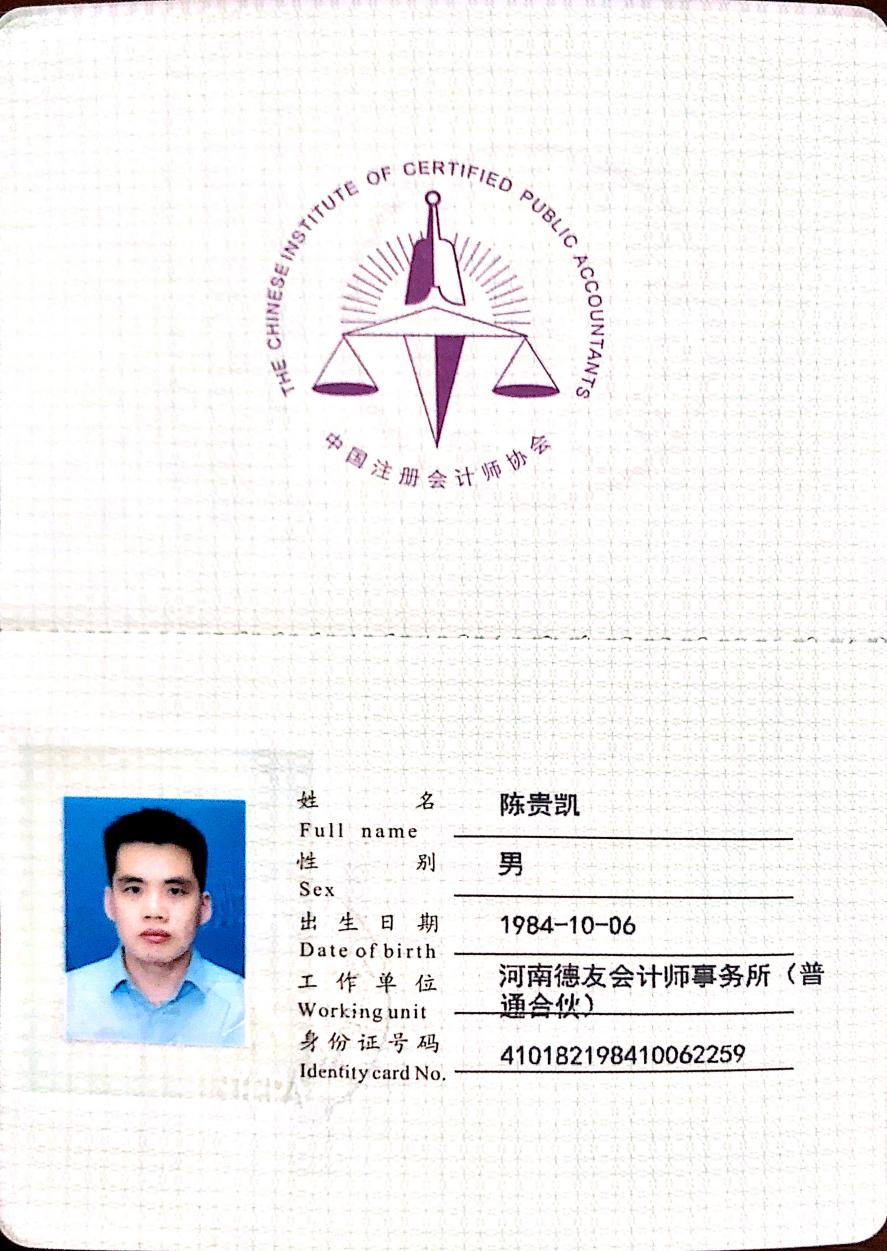 THE CHINESE INSTITUTE OF CERTIFIED PUBLIC ACCOUNTANTS
中国注册会计师协会
姓名 陈贵凯
Full name
性别 男
Sex
出生日期 1984-10-06
Date of birth
工作单位 河南德友会计师事务所（普
通合伙）
Working unit
身份证号码 410182198410062259
Identity card No.